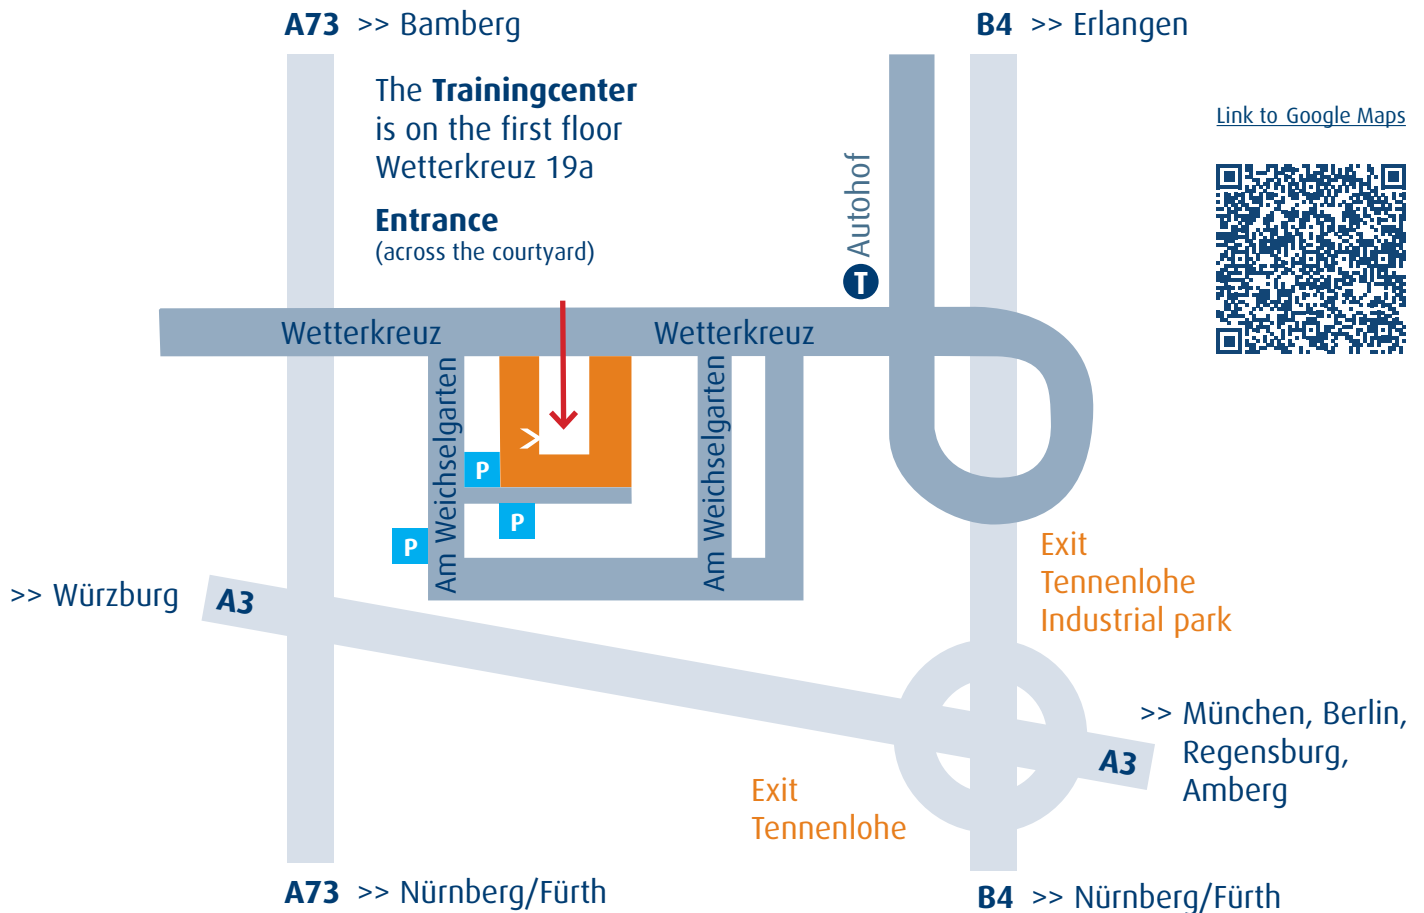 A73 >> Bamberg
B4 >> Erlangen
The Trainingcenter
is on the first floor
Wetterkreuz 19a
Entrance
(across the courtyard)
Link to Google Maps
Autohof
T
Wetterkreuz
Wetterkreuz
Am Weichselgarten
Am Weichselgarten
P
P
P
Exit
Tennenlohe
Industrial park
>> Würzburg
A3
A3
>> München, Berlin,
Regensburg,
Amberg
Exit
Tennenlohe
A73 >> Nürnberg/Fürth
B4 >> Nürnberg/Fürth